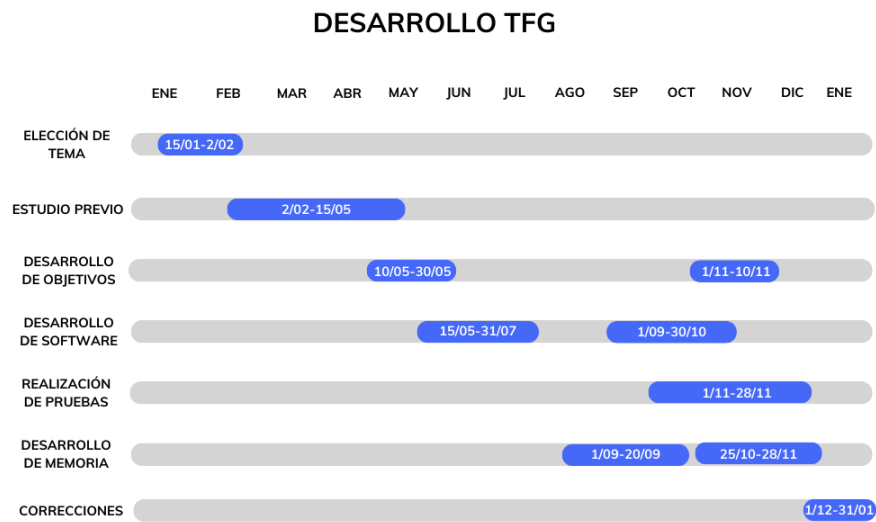 DESARROLLO TFG
ENE FEB MAR ABR MAY JUN JUL AGO SEP OCT NOV DIC ENE
ELECCIÓN DE
TEMA
15/01-2/02
ESTUDIO PREVIO
2/02-15/05
DESARROLLO
DE OBJETIVOS
10/05-30/05
1/11-10/11
DESARROLLO
DE SOFTWARE
15/05-31/07
1/09-30/10
REALIZACIÓN
DE PRUEBAS
1/11-28/11
DESARROLLO
DE MEMORIA
1/09-20/09
25/10-28/11
CORRECCIONES
1/12-31/01